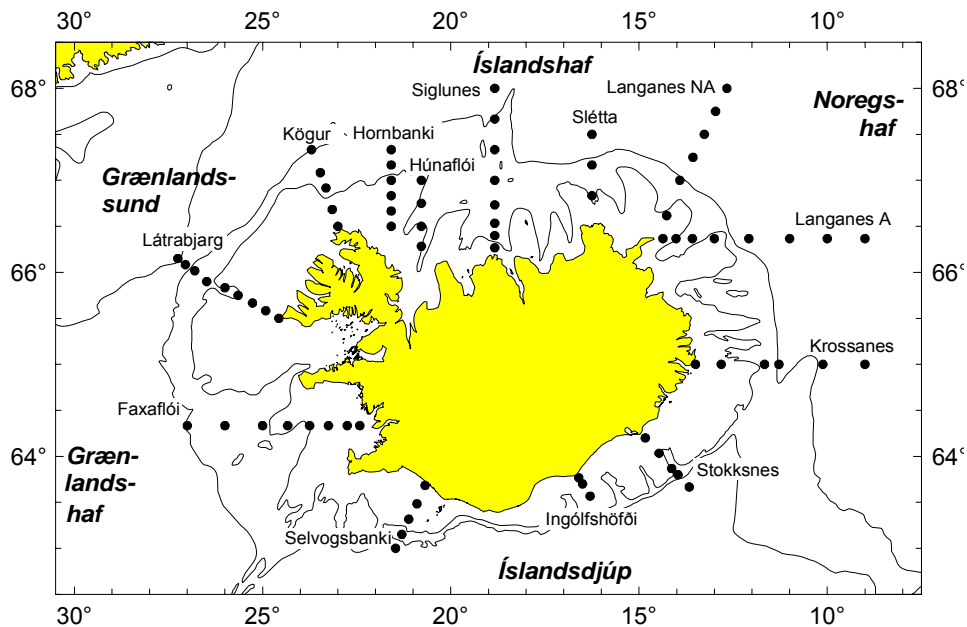 30° 25° 20° 15° 10°
Íslandshaf
68° Siglunes Langanes NA 68°
Noregs-
haf
Slétta
Kögur Hornbanki
Húnaflói
Grænlands-
sund
Langanes A
Látrabjarg
66° 66°
Krossanes
Faxaflói
64° 64°
Græn-
lands-
haf
Stokksnes
Ingólfshöfði
Selvogsbanki
Íslandsdjúp
30° 25° 20° 15° 10°